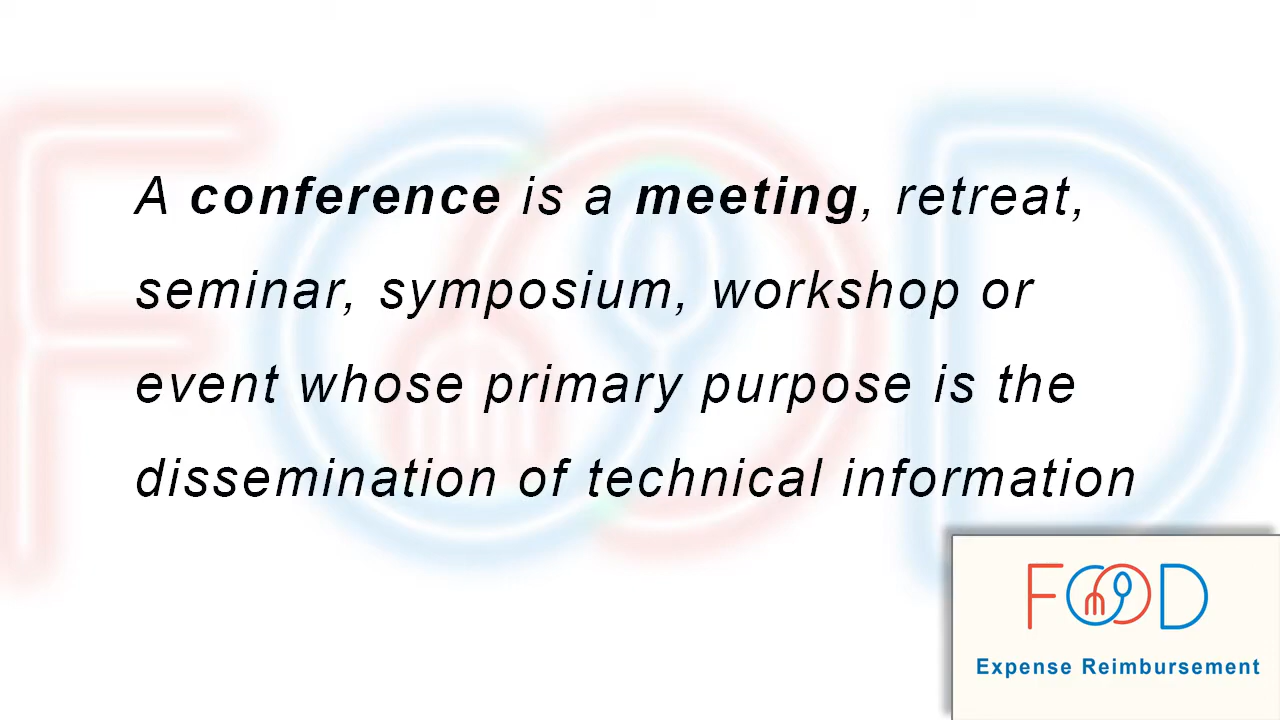 A conference is a meeting, retreat,
seminar, symposium, workshop or
event whose primary purpose is the
dissemination of technical information
FOOD
Expense Reimbursement